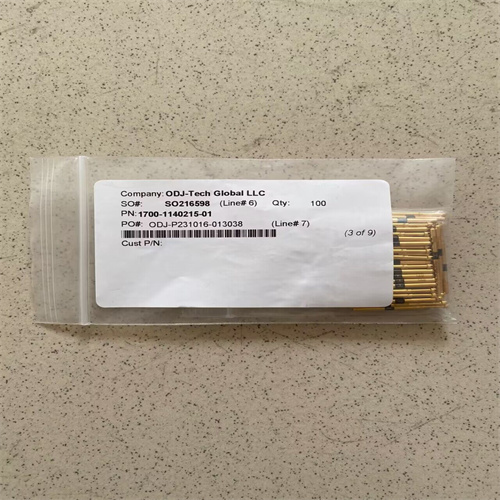 Company: ODJ-Tech Global LLC
SO#: SO216598 (Line# 6) Qty: 100
PN: 1700-1140215-01
PO#: ODJ-P231016-013038 (Line# 7)
(3 of 9)
Cust P/N: